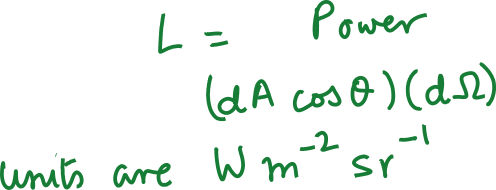 L = Power
(dA cosθ)(dΩ)
units are W m⁻² sr⁻¹